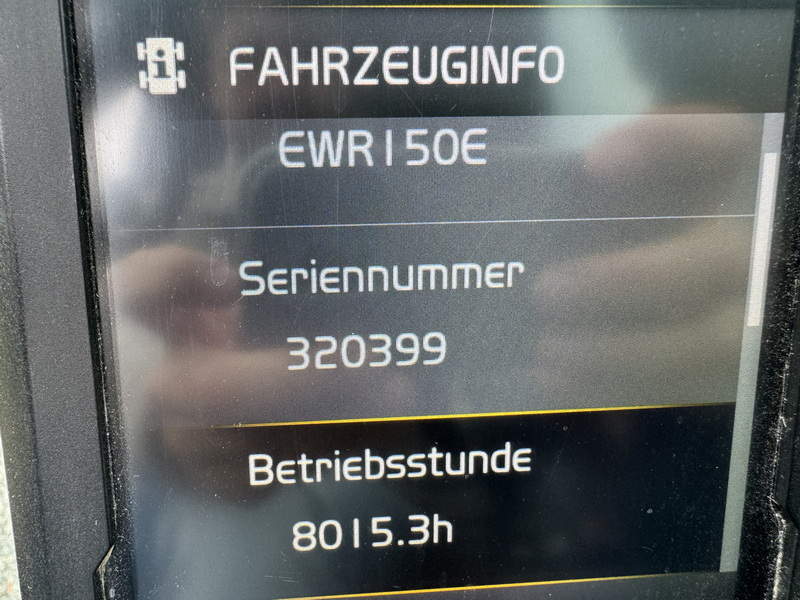 FAHRZEUGINFO
EWR150E
Seriennummer
320399
Betriebsstunde
8015.3h